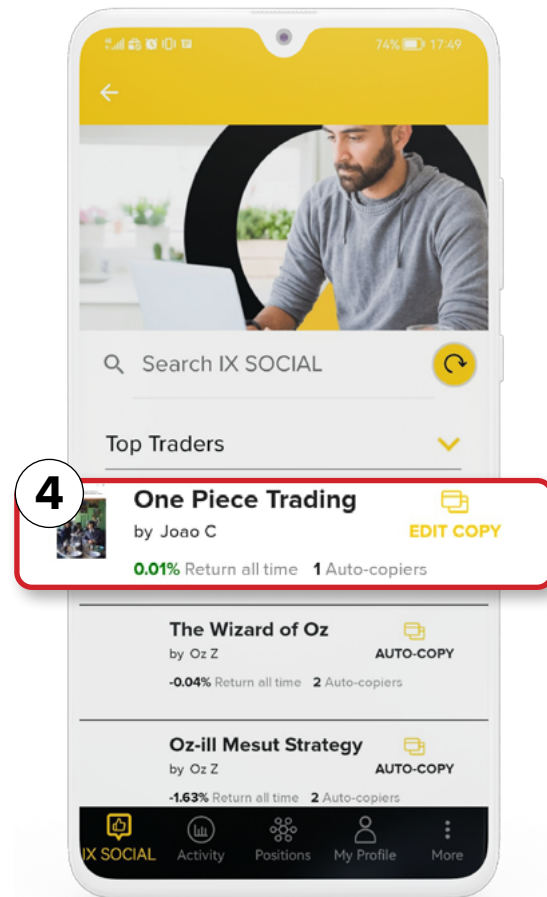 74% 17:49
Search IX SOCIAL
Top Traders
4
One Piece Trading
by Joao C
EDIT COPY
0.01% Return all time 1 Auto-copiers
The Wizard of Oz
by Oz Z
AUTO-COPY
-0.04% Return all time 2 Auto-copiers
Oz-ill Mesut Strategy
by Oz Z
AUTO-COPY
-1.63% Return all time 2 Auto-copiers
IX SOCIAL Activity Positions My Profile More